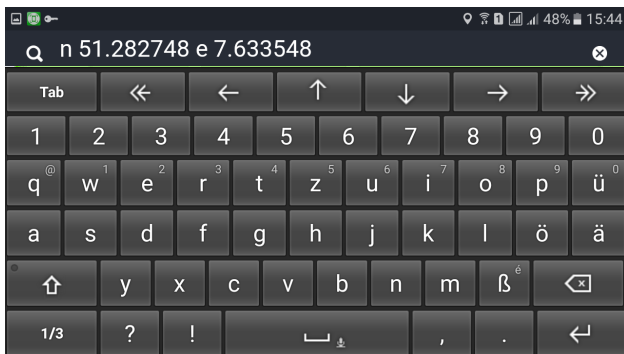 48% 15:44
n 51.282748 e 7.633548
Tab
1 2 3 4 5 6 7 8 9 0
q @ w 1 e 2 r 3 t 4 z 5 u 6 i 7 o 8 p 9 ü 0
a s d f g h j k l ö ä
y x c v b n m ß é
1/3 ? ! , .